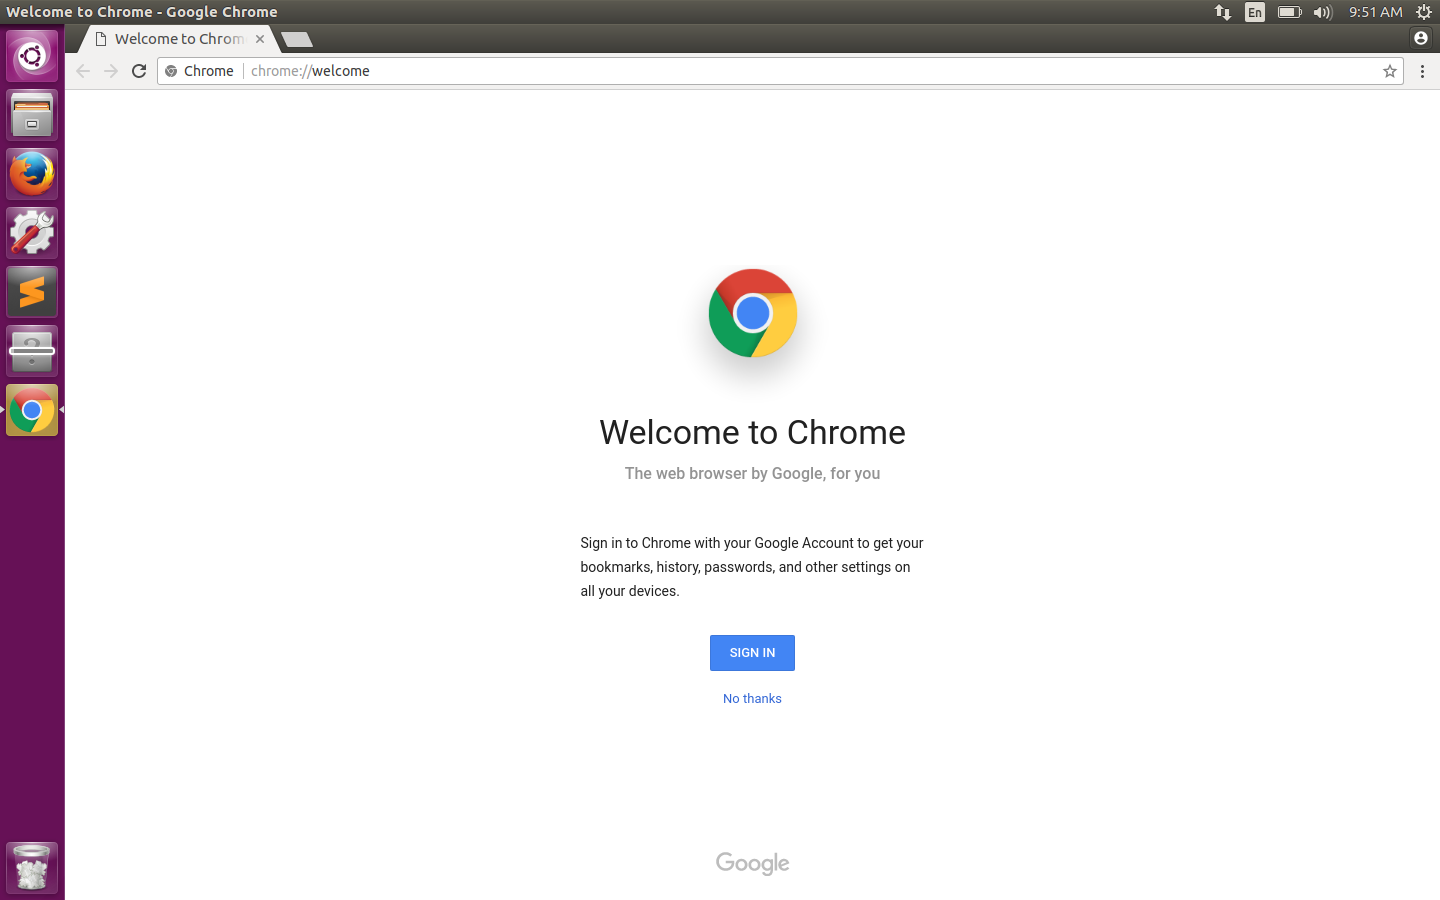 Welcome to Chrome - Google Chrome
En
9:51 AM
Welcome to Chrom
Chrome
chrome://welcome
Welcome to Chrome
The web browser by Google, for you
Sign in to Chrome with your Google Account to get your
bookmarks, history, passwords, and other settings on
all your devices.
SIGN IN
No thanks
Google